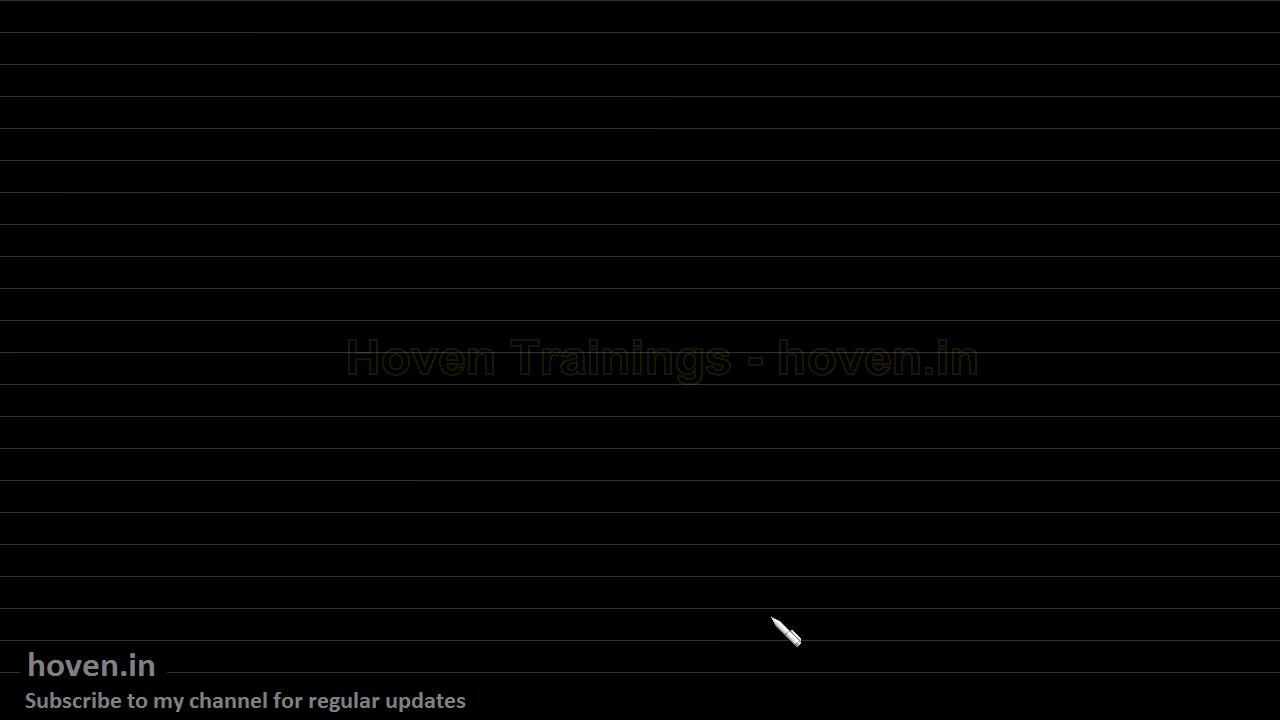 Hoven Trainings - hoven.in
hoven.in
Subscribe to my channel for regular updates